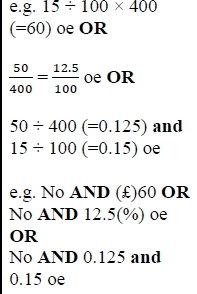 e.g. 15 ÷ 100 × 400
(=60) oe OR
50/400 = 12.5/100 oe OR
50 ÷ 400 (=0.125) and
15 ÷ 100 (=0.15) oe
e.g. No AND (£)60 OR
No AND 12.5(%) oe
OR
No AND 0.125 and
0.15 oe